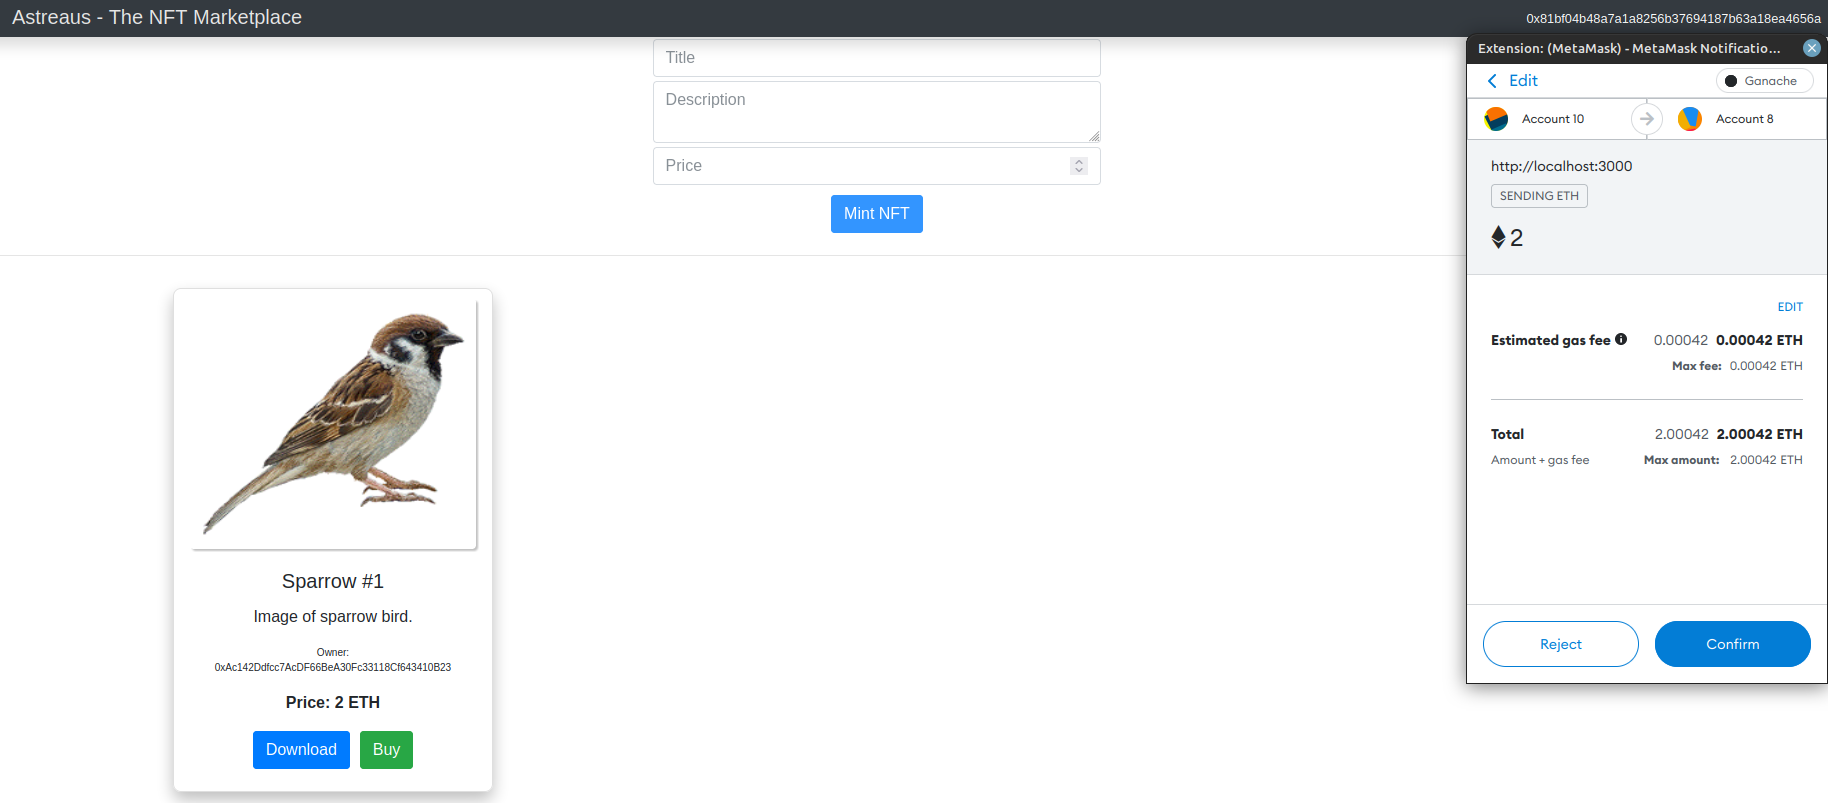 Astreaus - The NFT Marketplace
0x81bf04b48a7a1a8256b37694187b63a18ea4656a
Title
Description
Price
Mint NFT
Sparrow #1
Image of sparrow bird.
Owner:
0xAc142Ddfcc7AcDF66BeA30Fc33118Cf643410B23
Price: 2 ETH
Download Buy
Extension: (MetaMask) - MetaMask Notificatio...
Edit Ganache
Account 10 Account 8
http://localhost:3000
SENDING ETH
2
EDIT
Estimated gas fee 0.00042 0.00042 ETH
Max fee: 0.00042 ETH
Total 2.00042 2.00042 ETH
Amount + gas fee Max amount: 2.00042 ETH
Reject Confirm